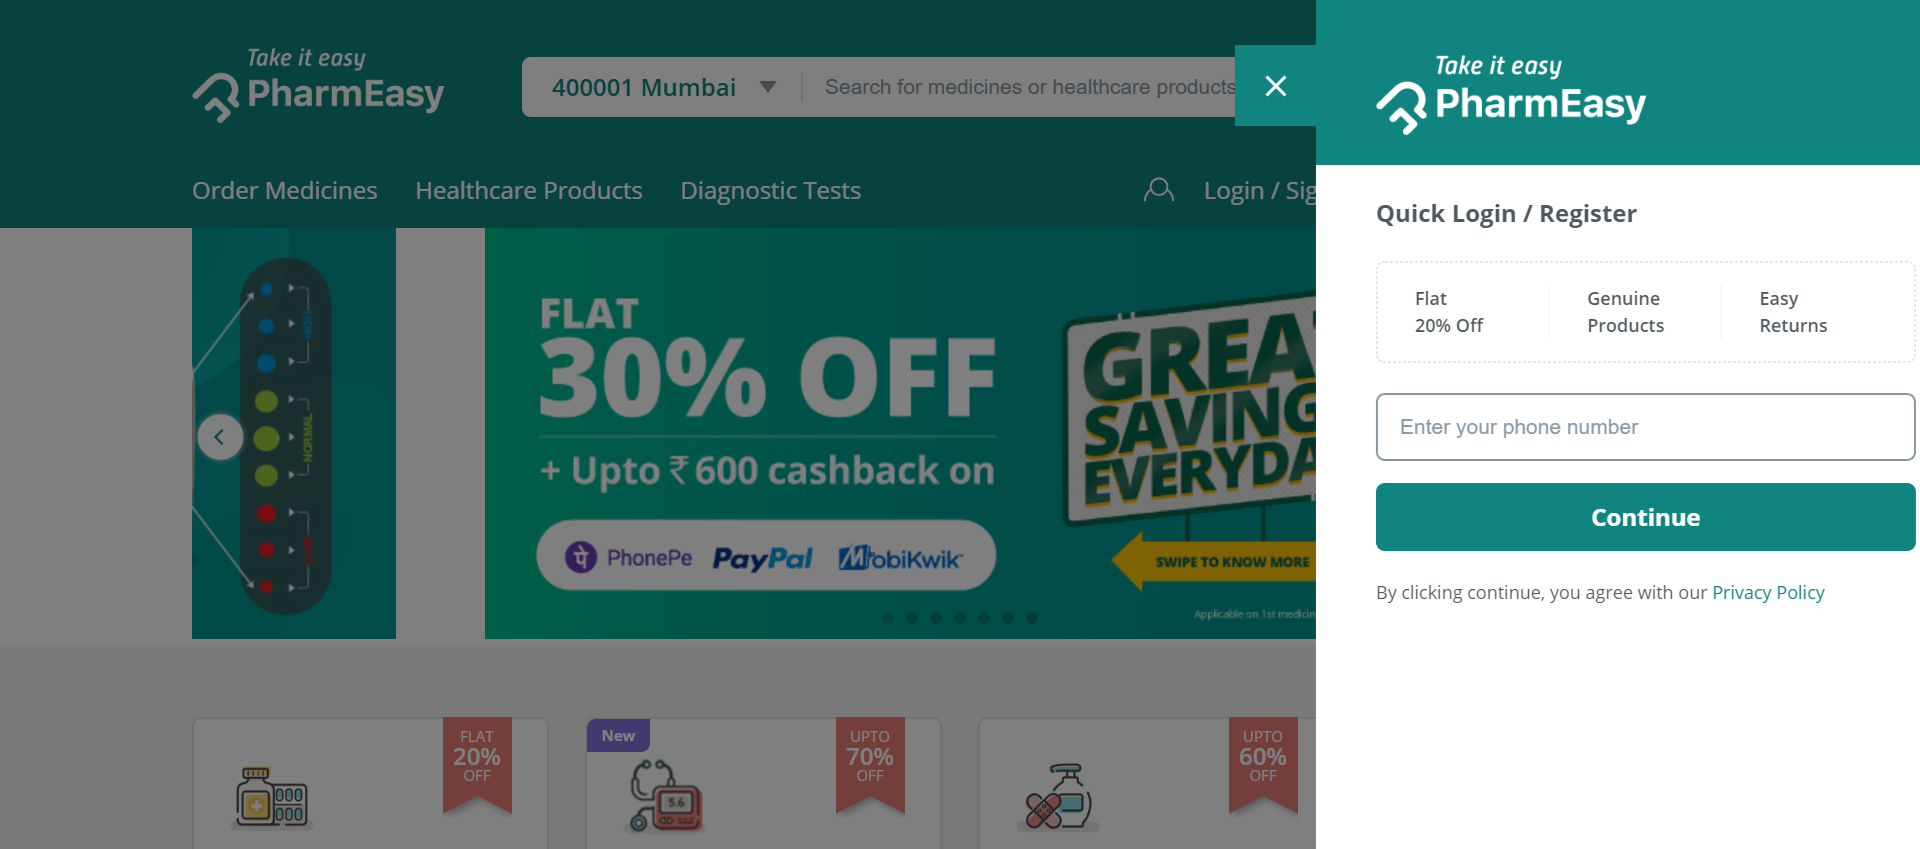 Take it easy
PharmEasy
400001 Mumbai
Search for medicines or healthcare products
Order Medicines
Healthcare Products
Diagnostic Tests
Login / Sig
HIGH
NORMAL
LOW
FLAT
30% OFF
+ Upto ₹600 cashback on
PhonePe
PayPal
MobiKwik
GREA
SAVING
EVERYDA
SWIPE TO KNOW MORE
Applicable on 1st medicin
FLAT
20%
OFF
New
UPTO
70%
OFF
5.6
UPTO
60%
OFF
Take it easy
PharmEasy
Quick Login / Register
Flat
20% Off
Genuine
Products
Easy
Returns
Enter your phone number
Continue
By clicking continue, you agree with our Privacy Policy